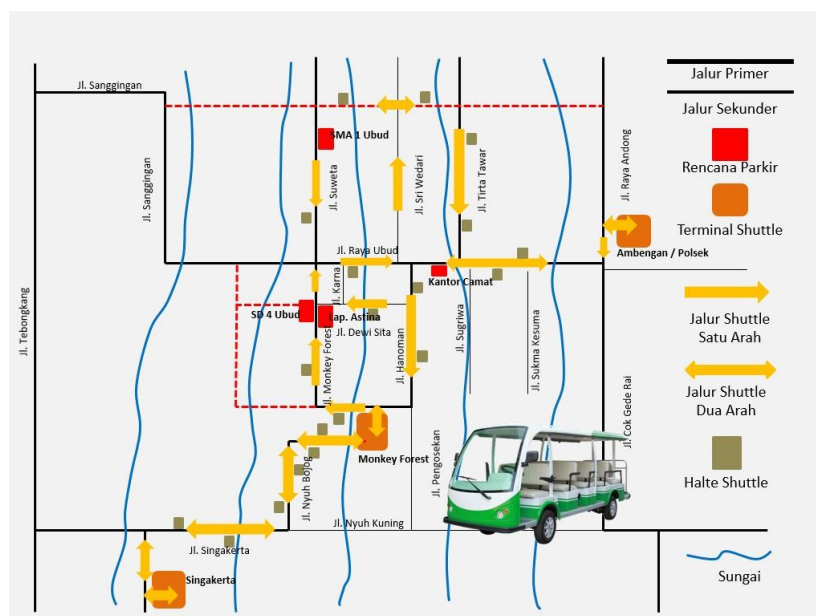 Jl. Sanggingan
Jl. Sanggingan
Jl. Tebongkang
SMA 1 Ubud
Jl. Suweta
Jl. Sri Wedari
Jl. Tirta Tawar
Jl. Raya Andong
Ambengan / Polsek
Jl. Raya Ubud
Jl. Karna
Kantor Camat
SD 4 Ubud
Lap. Astina
Jl. Dewi Sita
Jl. Monkey Forest
Jl. Hanoman
Jl. Sugriwa
Jl. Sukma Kesuma
Jl. Cok Gede Rai
Monkey Forest
Jl. Pengosekan
Jl. Nyuh Bojog
Jl. Nyuh Kuning
Jl. Singakerta
Singakerta
Jalur Primer
Jalur Sekunder
Rencana Parkir
Terminal Shuttle
Jalur Shuttle
Satu Arah
Jalur Shuttle
Dua Arah
Halte Shuttle
Sungai